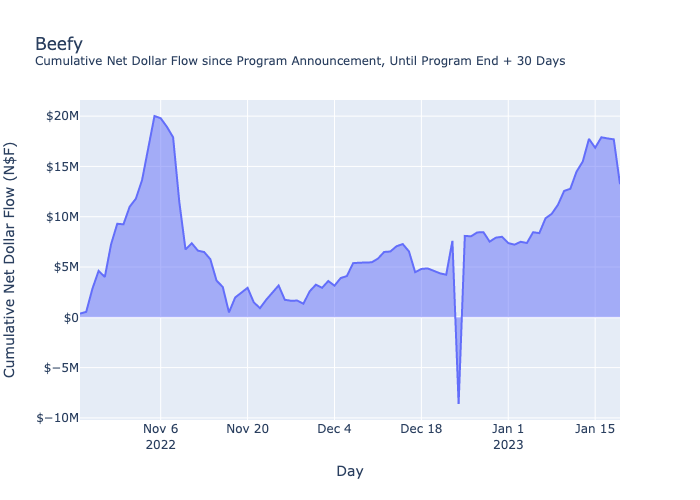 Beefy
Cumulative Net Dollar Flow since Program Announcement, Until Program End + 30 Days
Cumulative Net Dollar Flow (N$F)
$20M
$15M
$10M
$5M
$0
$−5M
$−10M
Nov 6
2022
Nov 20
Dec 4
Dec 18
Jan 1
2023
Jan 15
Day